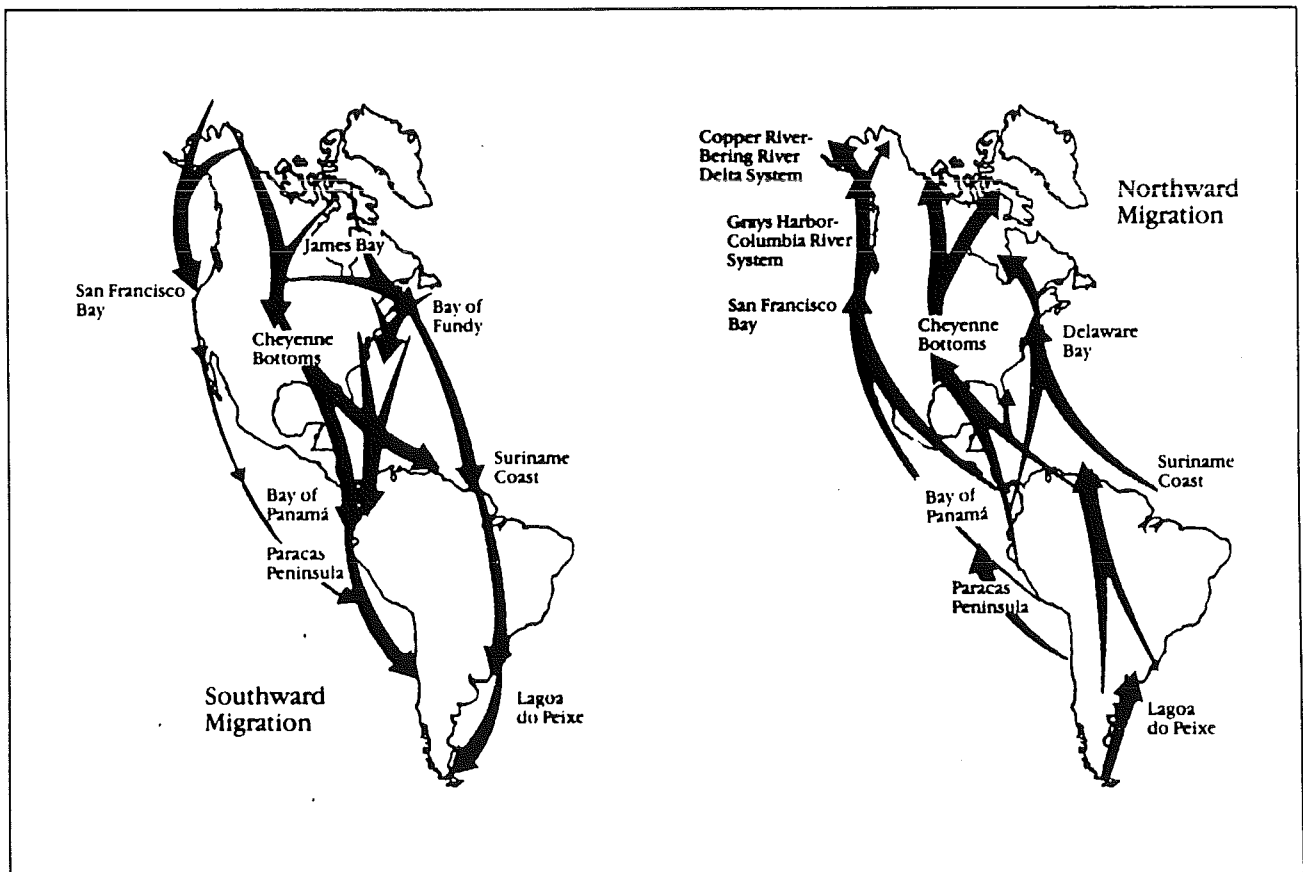 James Bay
San Francisco
Bay
Bay of
Fundy
Cheyenne
Bottoms
Suriname
Coast
Bay of
Panamá
Paracas
Peninsula
Southward
Migration
Lagoa
do Peixe
Copper River-
Bering River
Delta System
Northward
Migration
Grays Harbor-
Columbia River
System
San Francisco
Bay
Cheyenne
Bottoms
Delaware
Bay
Suriname
Coast
Bay of
Panamá
Paracas
Peninsula
Lagoa
do Peixe